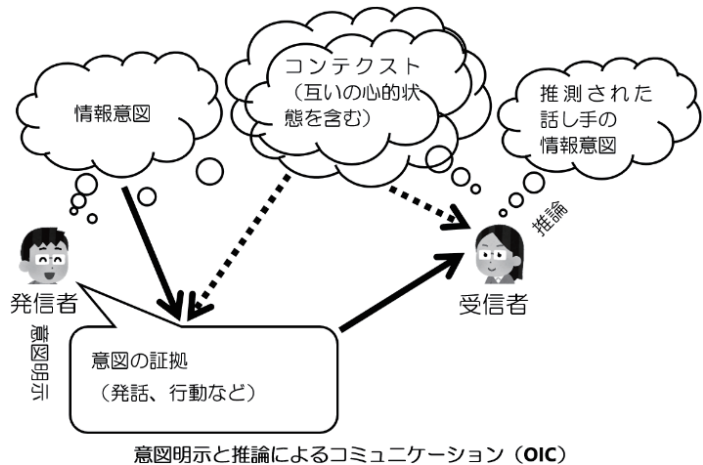 情報意図
コンテクスト
（互いの心的状
態を含む）
推測された
話し手の
情報意図
発信者
意図明示
受信者
推論
意図の証拠
（発話、行動など）
意図明示と推論によるコミュニケーション（OIC）